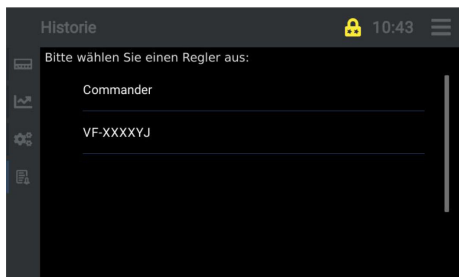 Historie
10:43
Bitte wählen Sie einen Regler aus:
Commander
VF-XXXXYJ